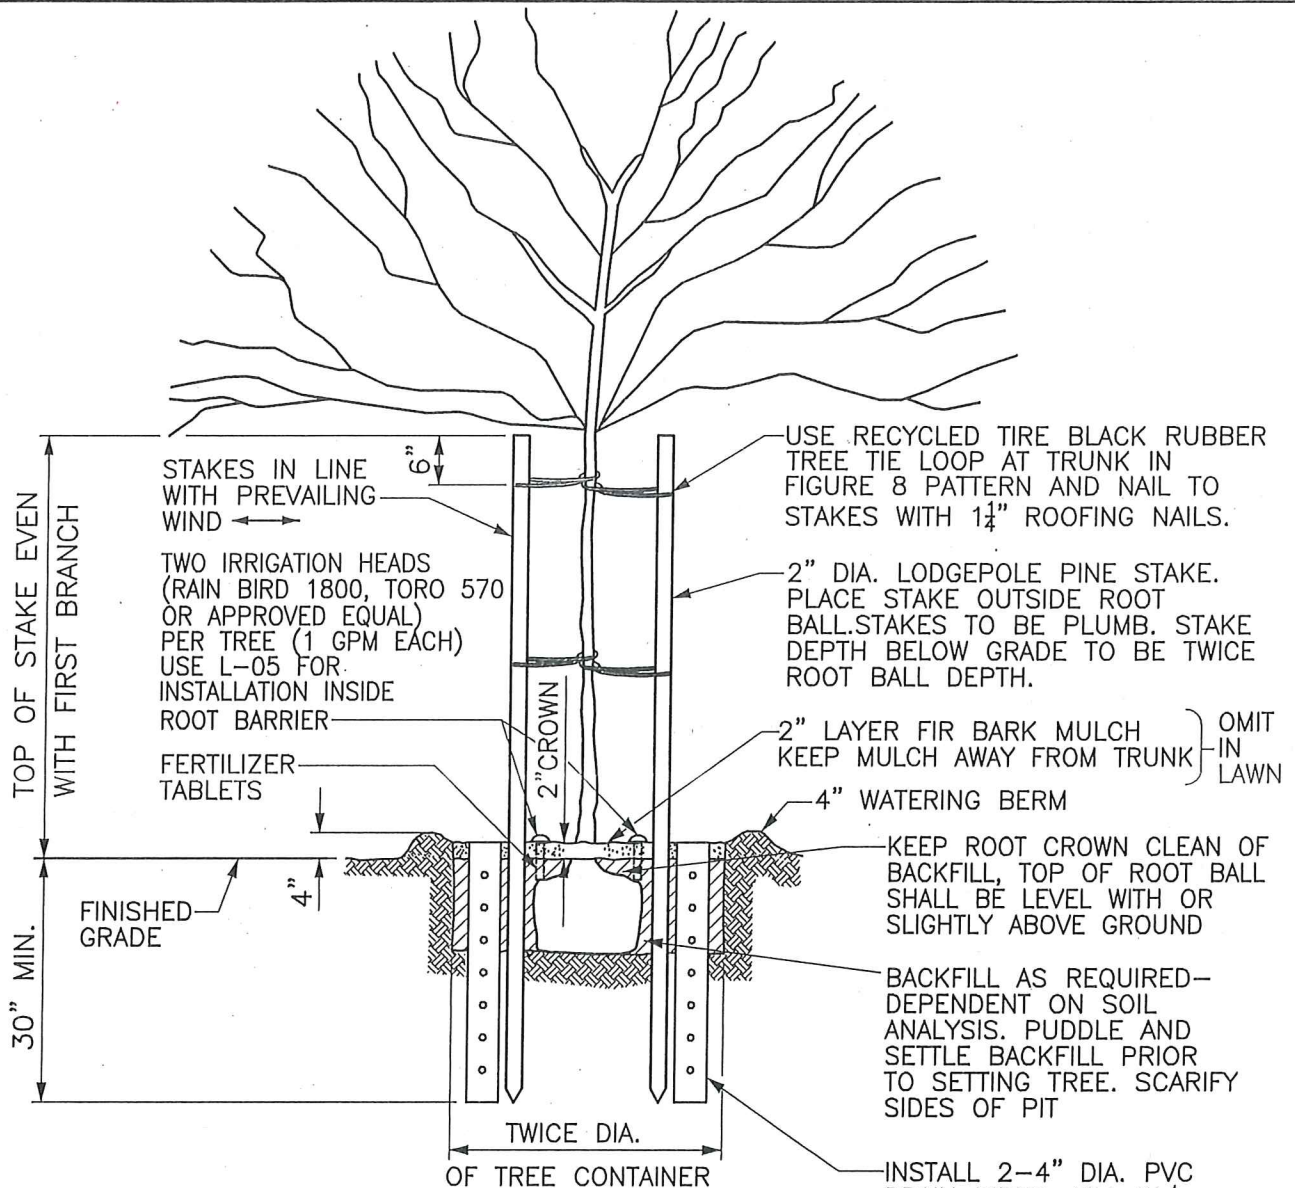 TOP OF STAKE EVEN
WITH FIRST BRANCH
STAKES IN LINE
WITH PREVAILING
WIND
6"
USE RECYCLED TIRE BLACK RUBBER
TREE TIE LOOP AT TRUNK IN
FIGURE 8 PATTERN AND NAIL TO
STAKES WITH 1 1/4" ROOFING NAILS.
TWO IRRIGATION HEADS
(RAIN BIRD 1800, TORO 570
OR APPROVED EQUAL)
PER TREE (1 GPM EACH)
USE L-05 FOR
INSTALLATION INSIDE
ROOT BARRIER
2" DIA. LODGEPOLE PINE STAKE.
PLACE STAKE OUTSIDE ROOT
BALL.STAKES TO BE PLUMB. STAKE
DEPTH BELOW GRADE TO BE TWICE
ROOT BALL DEPTH.
FERTILIZER
TABLETS
2"CROWN
2" LAYER FIR BARK MULCH
KEEP MULCH AWAY FROM TRUNK
OMIT
IN
LAWN
4" WATERING BERM
KEEP ROOT CROWN CLEAN OF
BACKFILL, TOP OF ROOT BALL
SHALL BE LEVEL WITH OR
SLIGHTLY ABOVE GROUND
4"
FINISHED
GRADE
30" MIN.
BACKFILL AS REQUIRED-
DEPENDENT ON SOIL
ANALYSIS. PUDDLE AND
SETTLE BACKFILL PRIOR
TO SETTING TREE. SCARIFY
SIDES OF PIT
TWICE DIA.
OF TREE CONTAINER
INSTALL 2-4" DIA. PVC